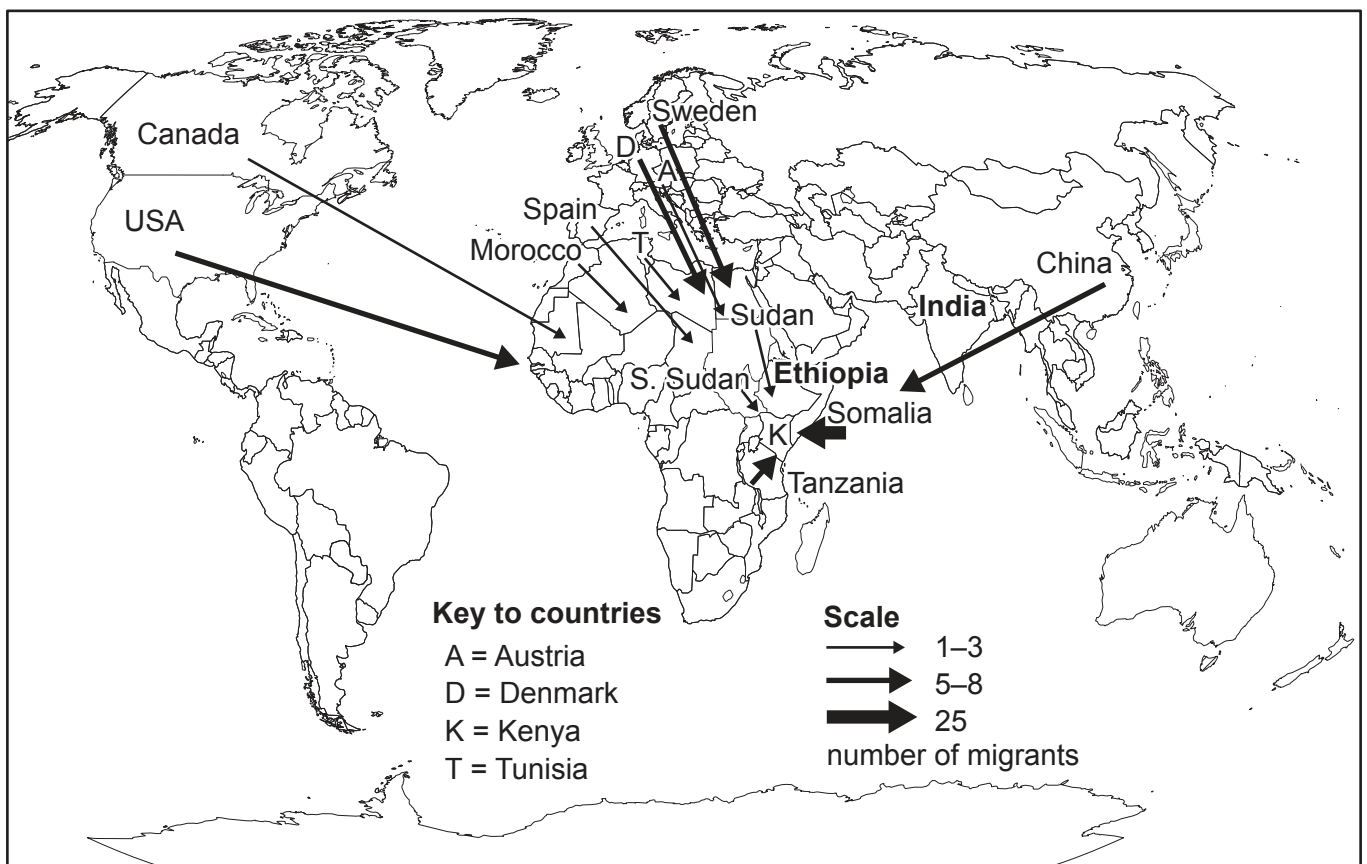 Sweden
Canada
D
A
USA
Spain
T
Morocco
China
India
Sudan
S. Sudan
Ethiopia
Somalia
K
Tanzania
Key to countries
A = Austria
D = Denmark
K = Kenya
T = Tunisia
Scale
1–3
5–8
25
number of migrants